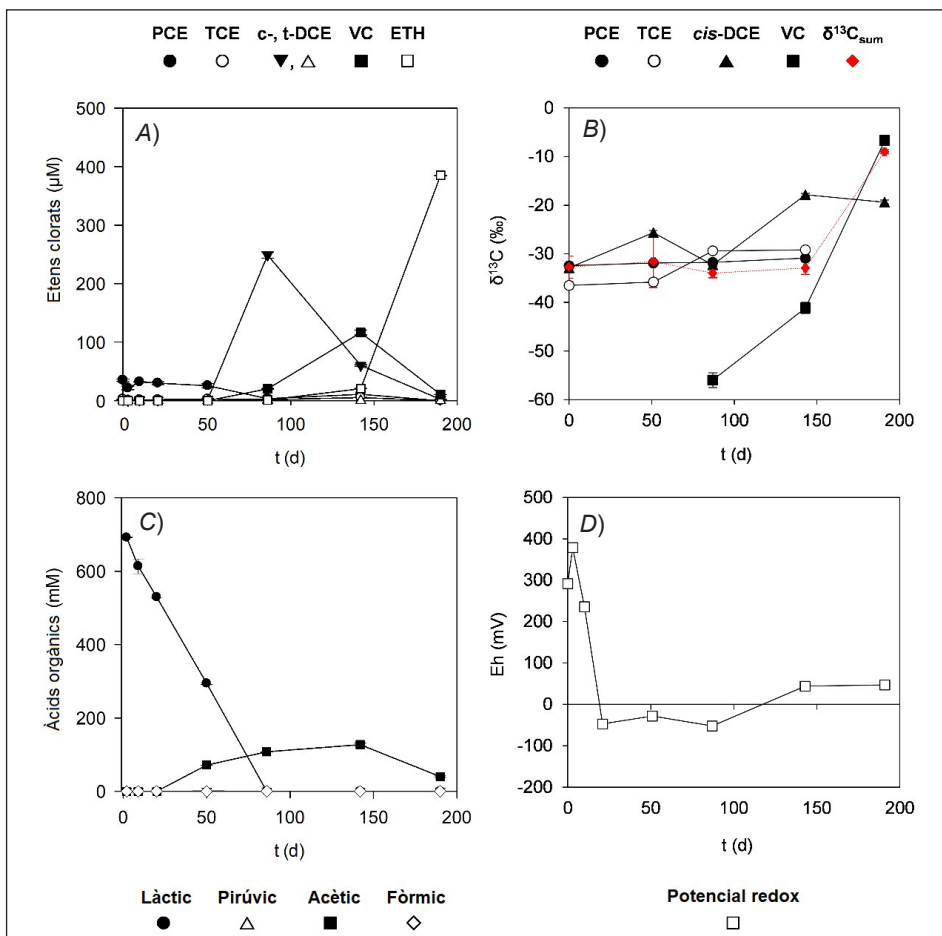 PCE TCE c-, t-DCE VC ETH
PCE TCE cis-DCE VC δ¹³C_sum
A)
500
400
300
200
100
0
Etens clorats (µM)
0 50 100 150 200
t (d)
B)
-0
-10
-20
-30
-40
-50
-60
δ¹³C (‰)
0 50 100 150 200
t (d)
C)
800
600
400
200
0
Àcids orgànics (mM)
0 50 100 150 200
t (d)
D)
500
400
300
200
100
0
-100
-200
Eh (mV)
0 50 100 150 200
t (d)
Làctic Pirúvic Acètic Fòrmic
Potencial redox